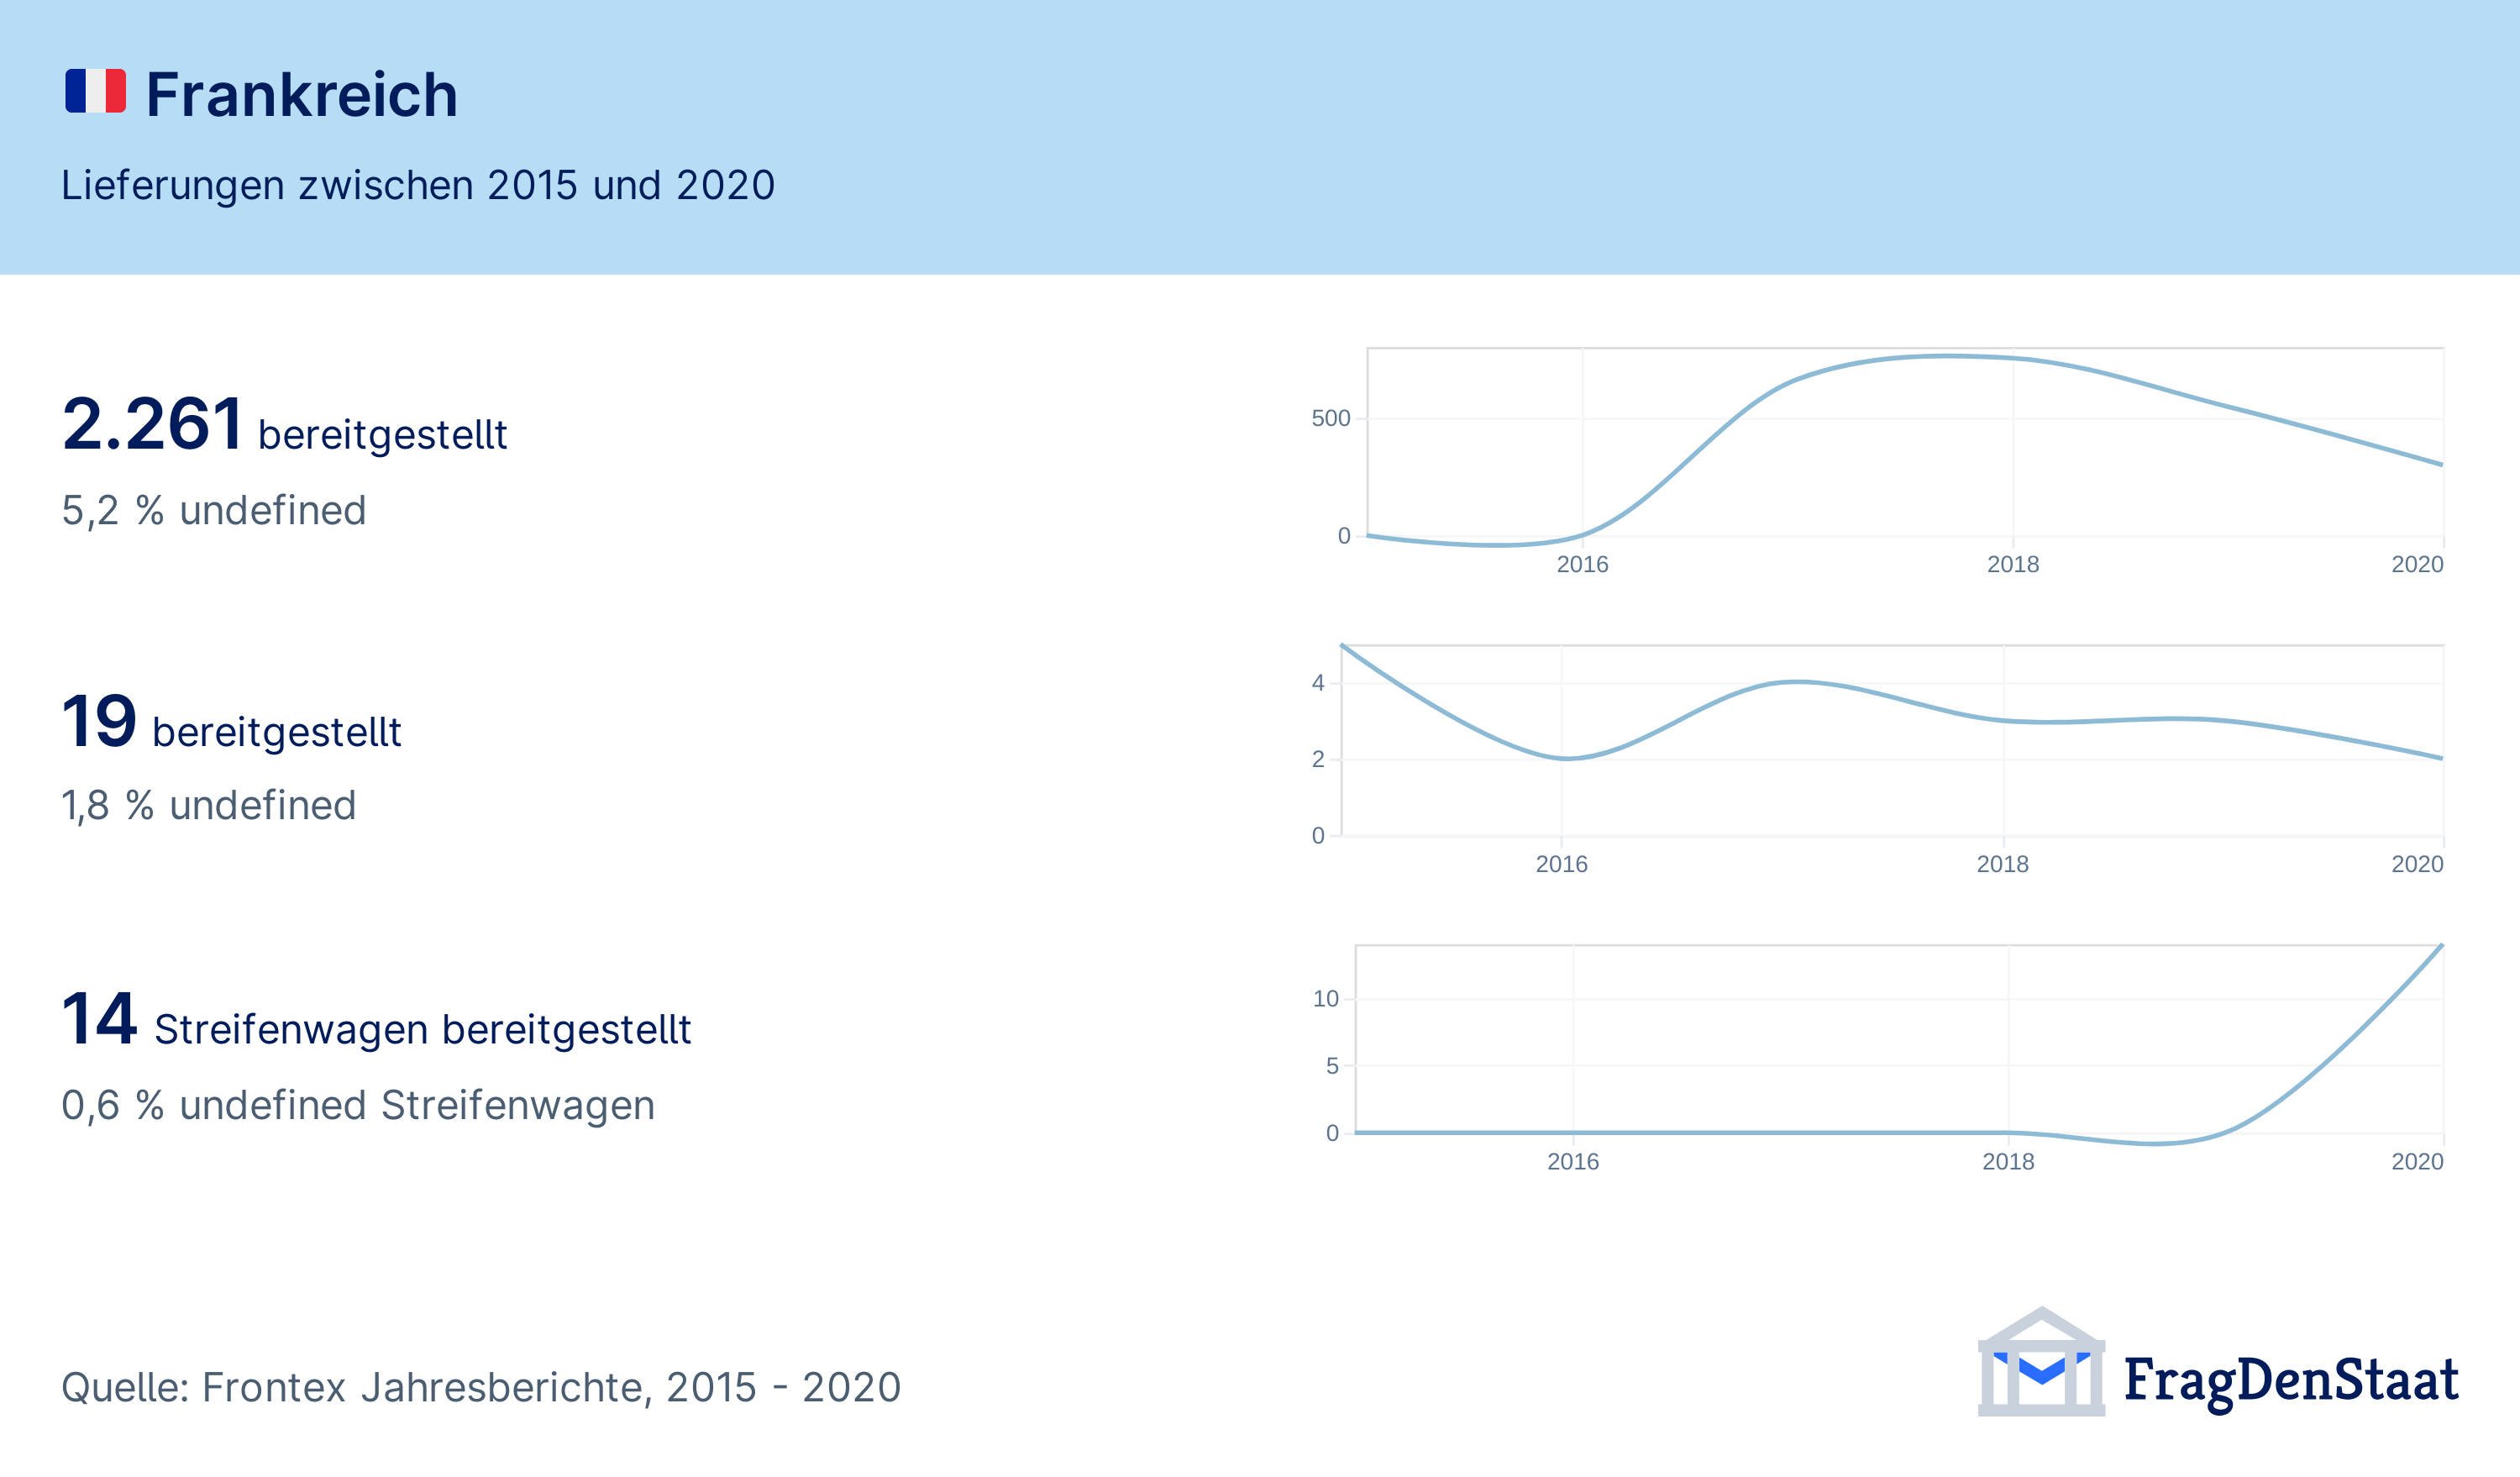 Frankreich
Lieferungen zwischen 2015 und 2020
2.261 bereitgestellt
5,2 % undefined
500
0
2016 2018 2020
19 bereitgestellt
1,8 % undefined
4
2
0
2016 2018 2020
14 Streifenwagen bereitgestellt
0,6 % undefined Streifenwagen
10
5
0
2016 2018 2020
Quelle: Frontex Jahresberichte, 2015 - 2020
FragDenStaat